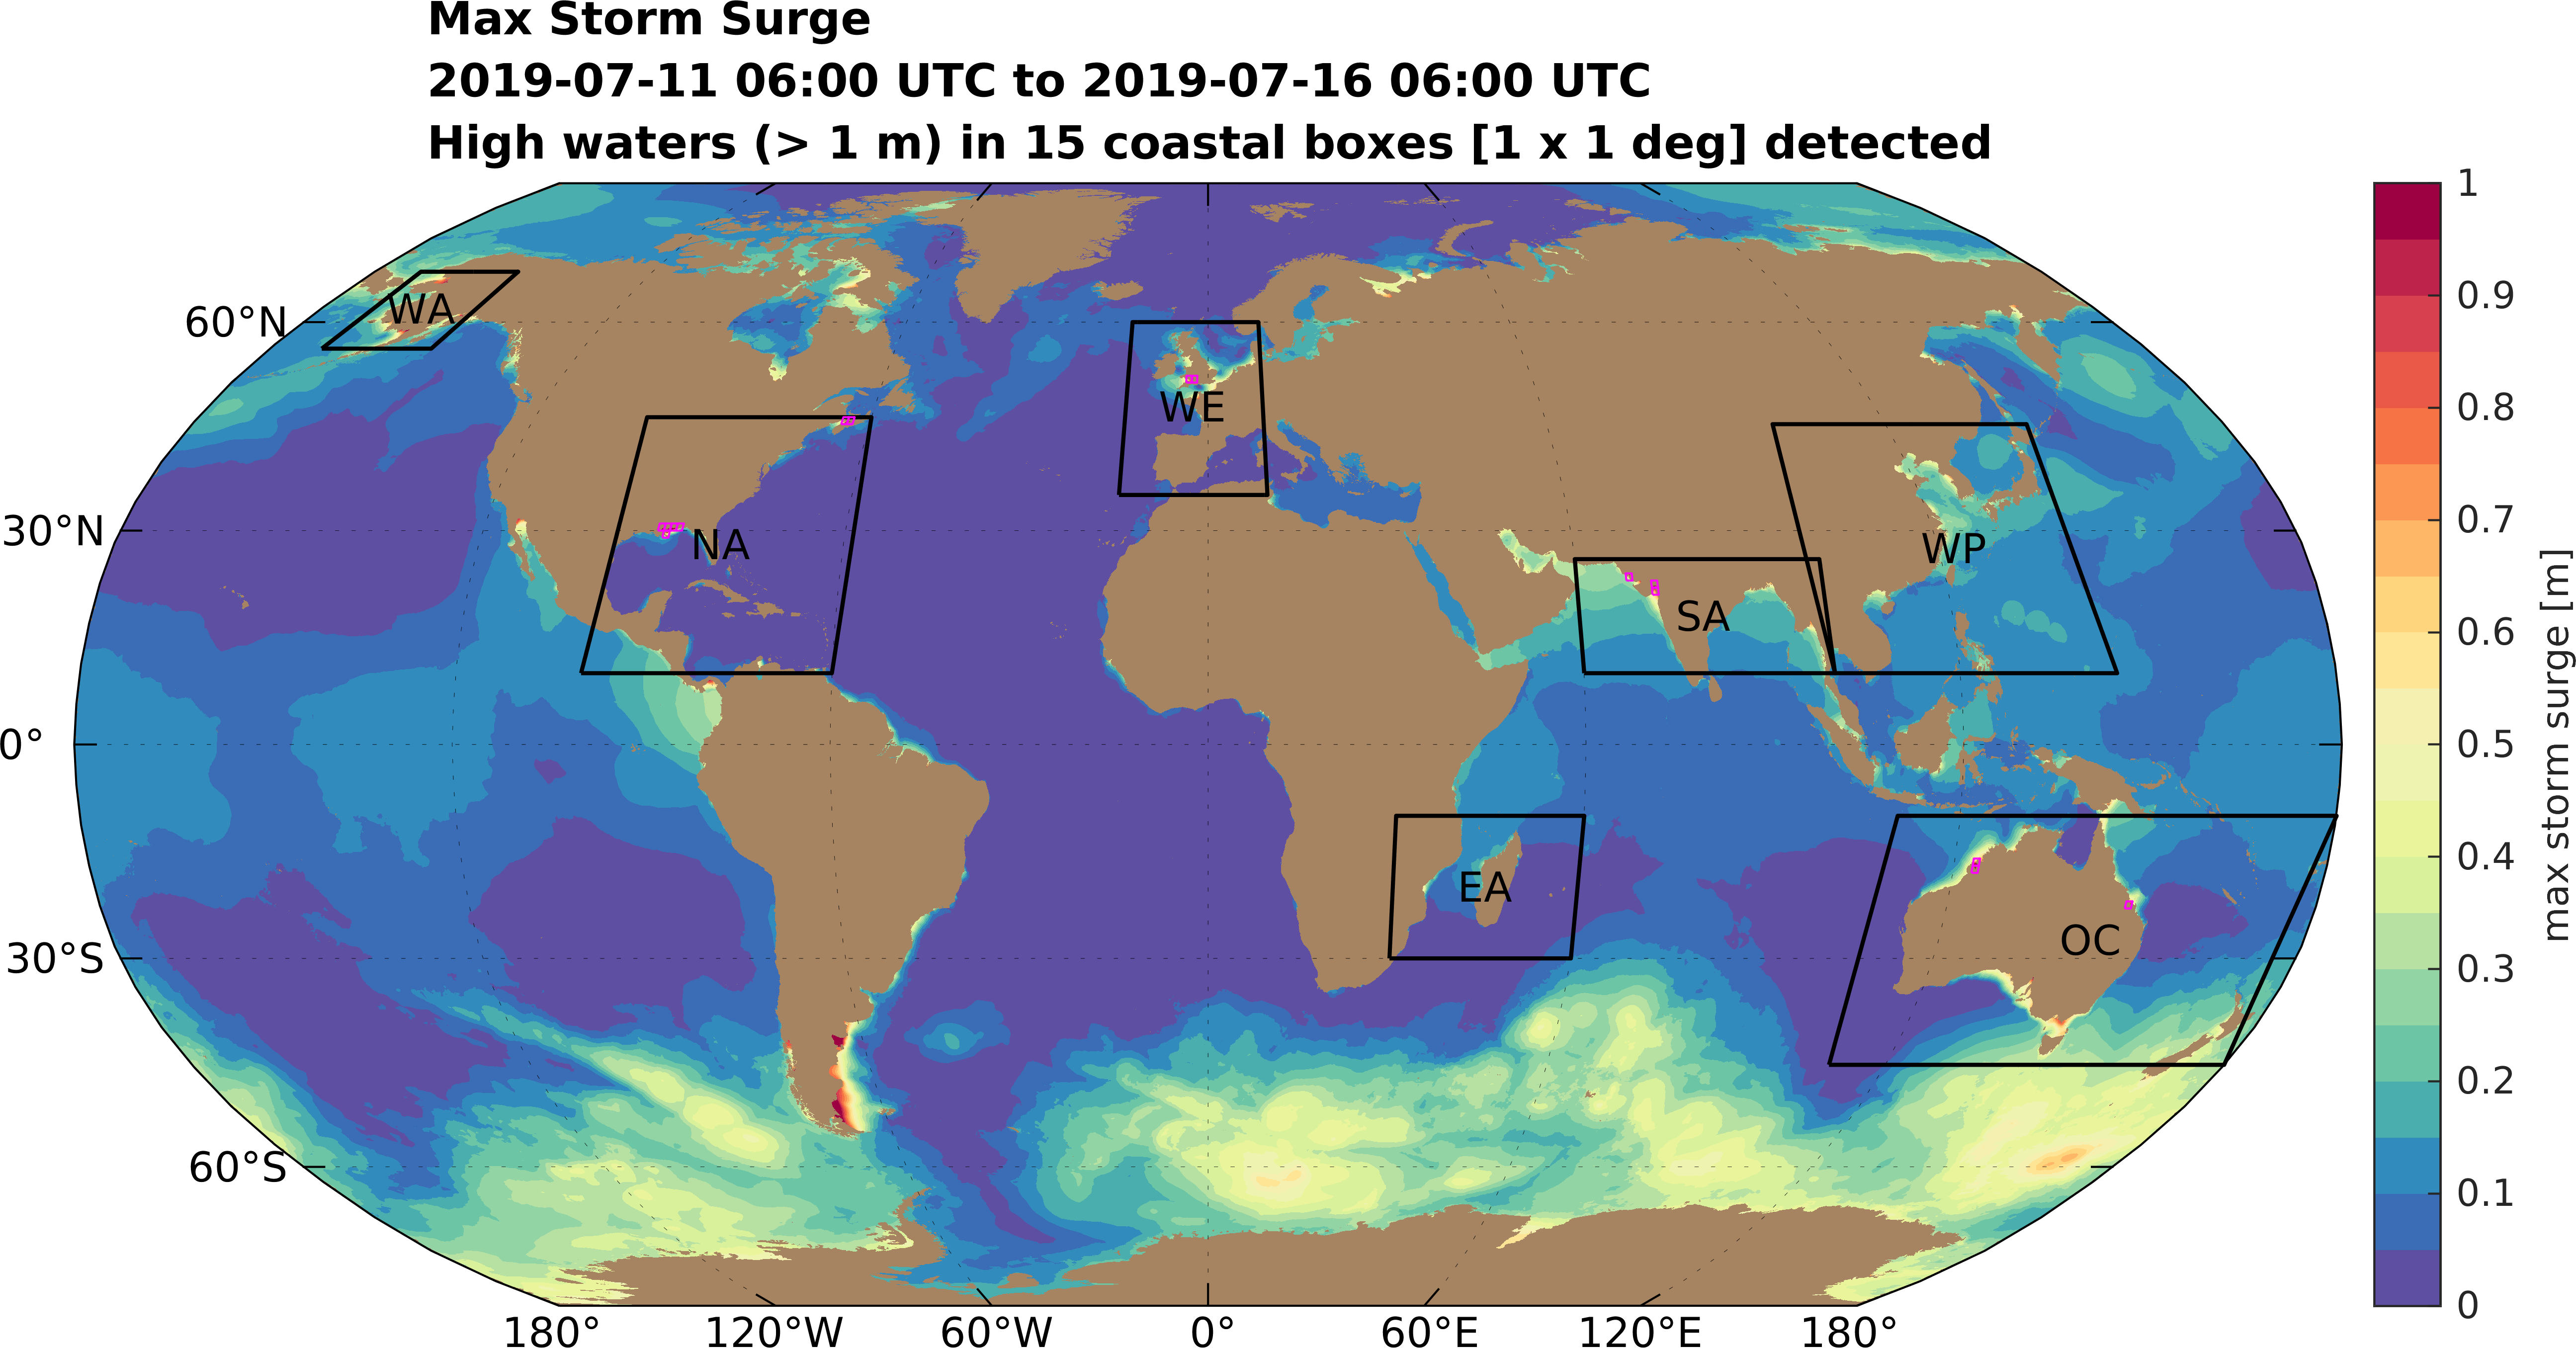 Max Storm Surge
2019-07-11 06:00 UTC to 2019-07-16 06:00 UTC
High waters (> 1 m) in 15 coastal boxes [1 x 1 deg] detected
60°N
30°N
0°
30°S
60°S
WA
WE
NA
WP
SA
EA
OC
180°
120°W
60°W
0°
60°E
120°E
180°
1
0.9
0.8
0.7
0.6
0.5
0.4
0.3
0.2
0.1
0
max storm surge [m]